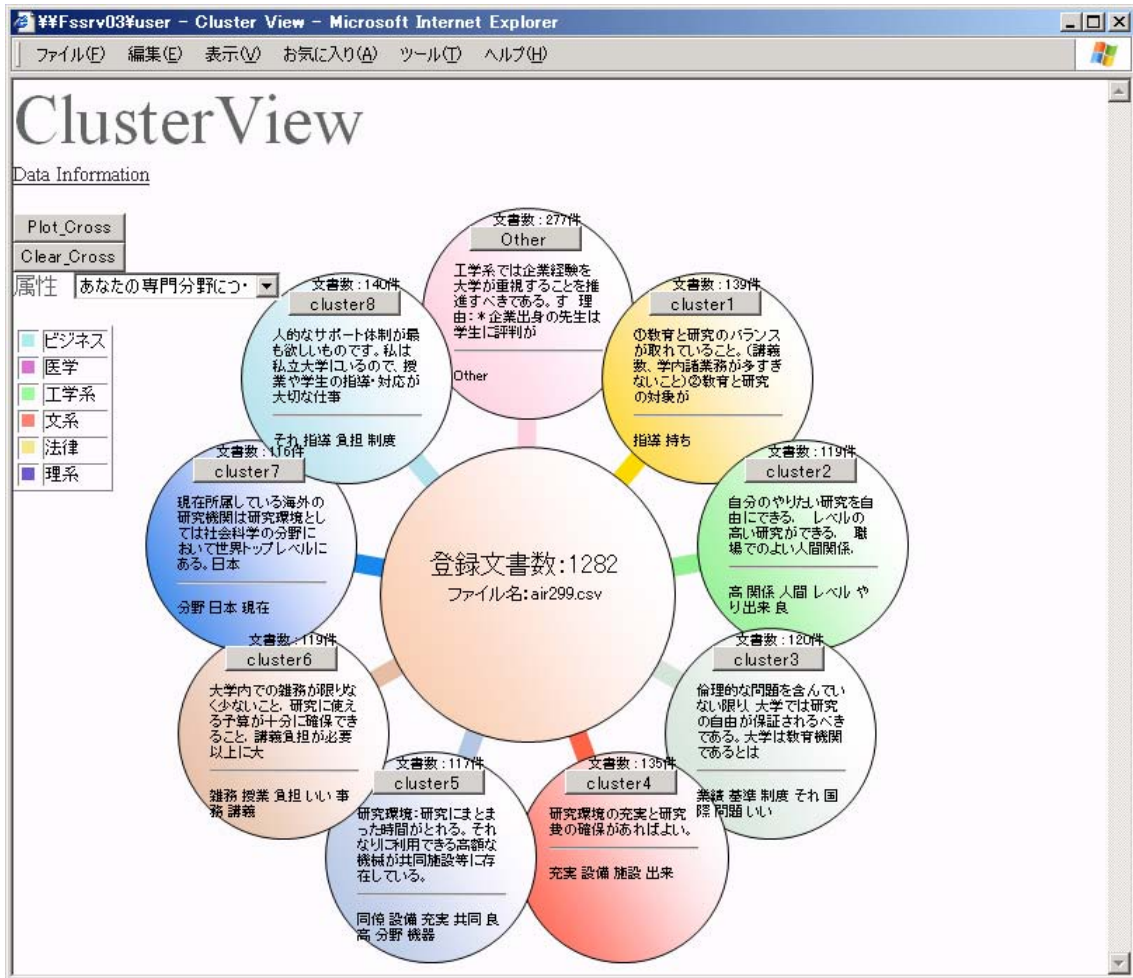 ¥¥Fssrv03¥user - Cluster View - Microsoft Internet Explorer
ファイル(F) 編集(E) 表示(V) お気に入り(A) ツール(T) ヘルプ(H)
ClusterView
Data Information
Plot_Cross
Clear_Cross
属性 あなたの専門分野につ・
ビジネス
医学
工学系
文系
法律
理系
文書数:277件
Other
工学系では企業経験を
大学が重視することを推
進すべきである。す 理
由:*企業出身の先生は
学生に評判が
Other
文書数:139件
cluster1
①教育と研究のバランス
が取れていること。(講義
数、学内諸業務が多すぎ
ないこと)②教育と研究
の対象が
指導 持ち
文書数:119件
cluster2
自分のやりたい研究を自
由にできる. レベルの
高い研究ができる. 職
場でのよい人間関係.
高 関係 人間 レベル や
り 出来 良
文書数:120件
cluster3
倫理的な問題を含んでい
ない限り、大学では研究
の自由が保証されるべき
である。大学は教育機関
であるとは
業績 基準 制度 それ 国
際 問題 いい
文書数:135件
cluster4
研究環境の充実と研究
費の確保があればよい。
充実 設備 施設 出来
文書数:117件
cluster5
研究環境:研究にまとま
った時間がとれる。それ
なりに利用できる高額な
機械が共同施設等に存
在している。
設備 充実 共同 良
高 分野 機器
文書数:119件
cluster6
大学内での雑務が限りな
く少ないこと. 研究に使え
る予算が十分に確保でき
ること. 講義負担が必要
以上に大
雑務 授業 負担 いい 事
務 講義
文書数:116件
cluster7
現在所属している海外の
研究機関は研究環境とし
ては社会科学の分野に
おいて世界トップレベルに
ある。日本
分野 日本 現在
文書数:140件
cluster8
人的なサポート体制が最
も欲しいものです。私は
私立大学にいるので、授
業や学生の指導・対応が
大切な仕事
それ 指導 負担 制度
登録文書数:1282
ファイル名:air299.csv